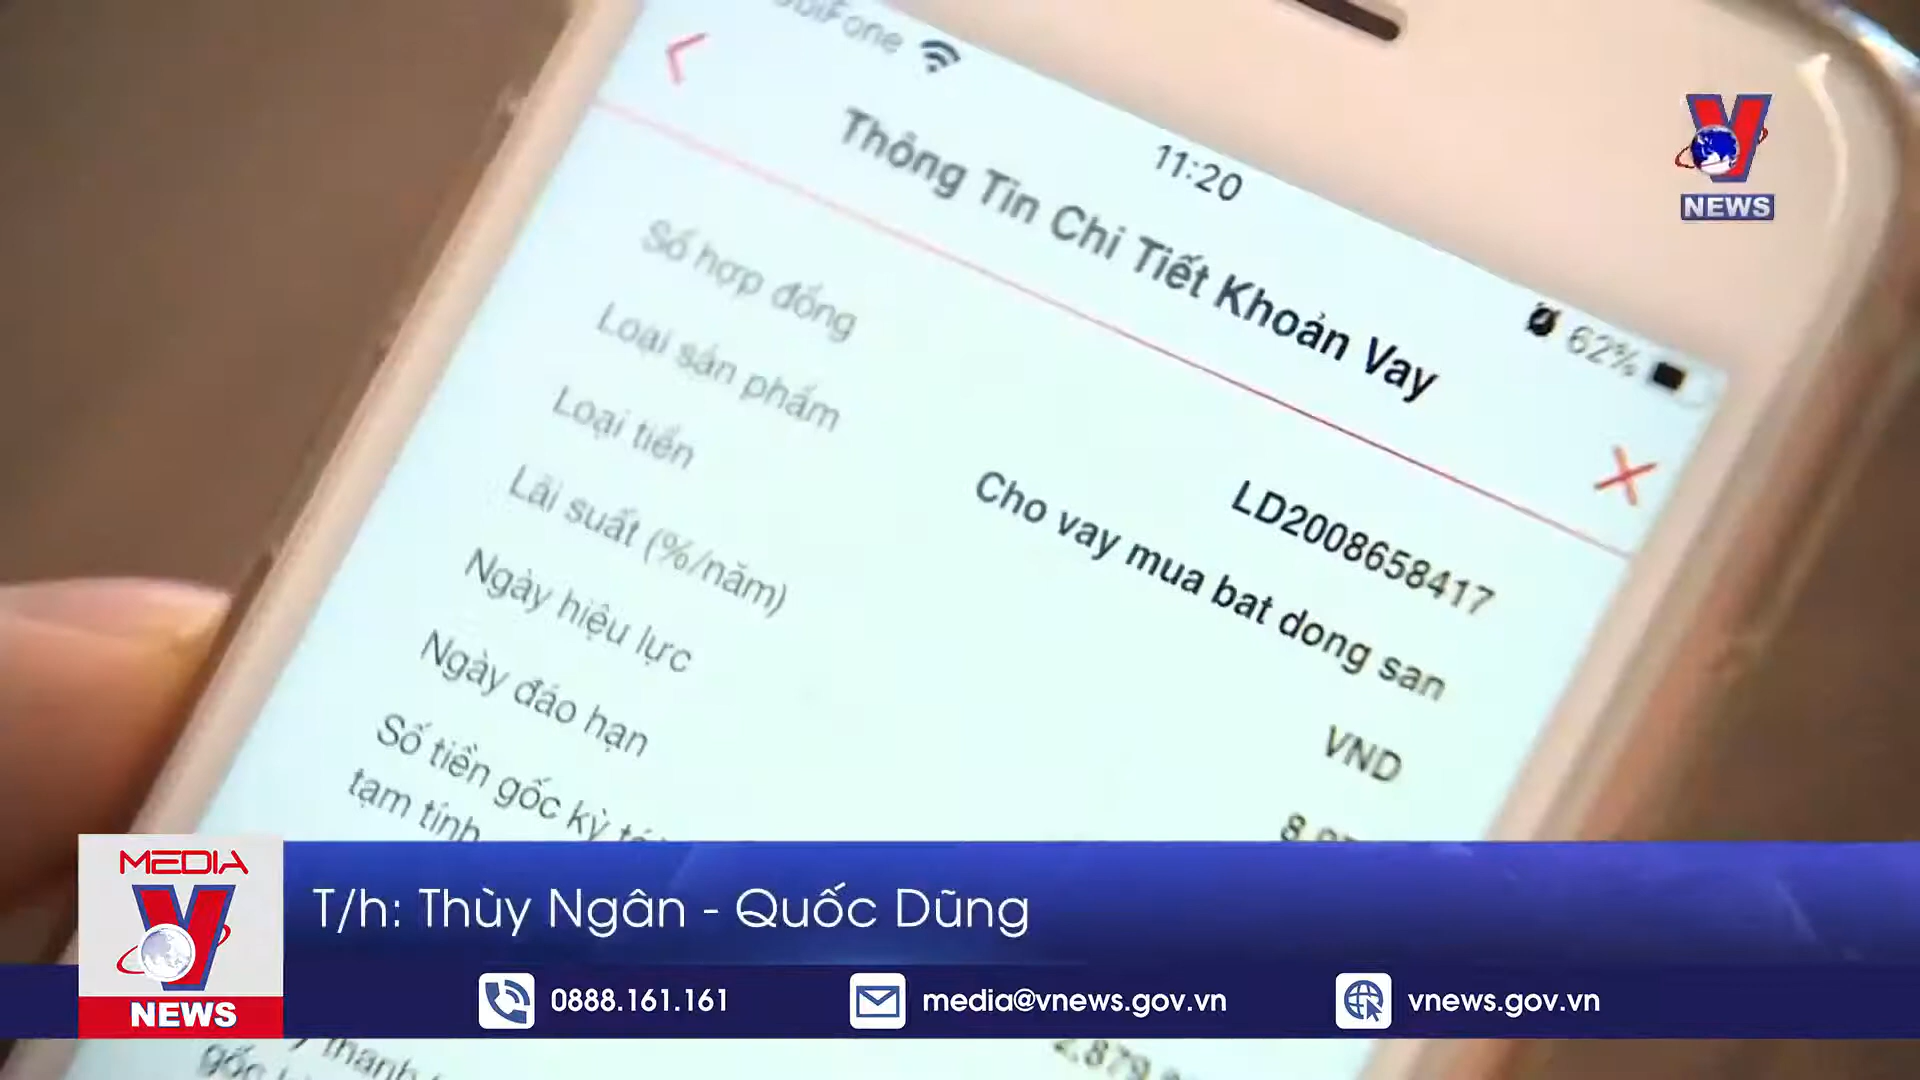 11:20
62%
Thông Tin Chi Tiết Khoản Vay
Số hợp đồng
LD2008658417
Loại sản phẩm
Cho vay mua bat dong san
Loại tiền
VND
Lãi suất (%/năm)
Ngày hiệu lực
Ngày đáo hạn
Số tiền gốc kỳ
tạm tính
NEWS
MEDIA
NEWS
T/h: Thùy Ngân - Quốc Dũng
0888.161.161
media@vnews.gov.vn
vnews.gov.vn